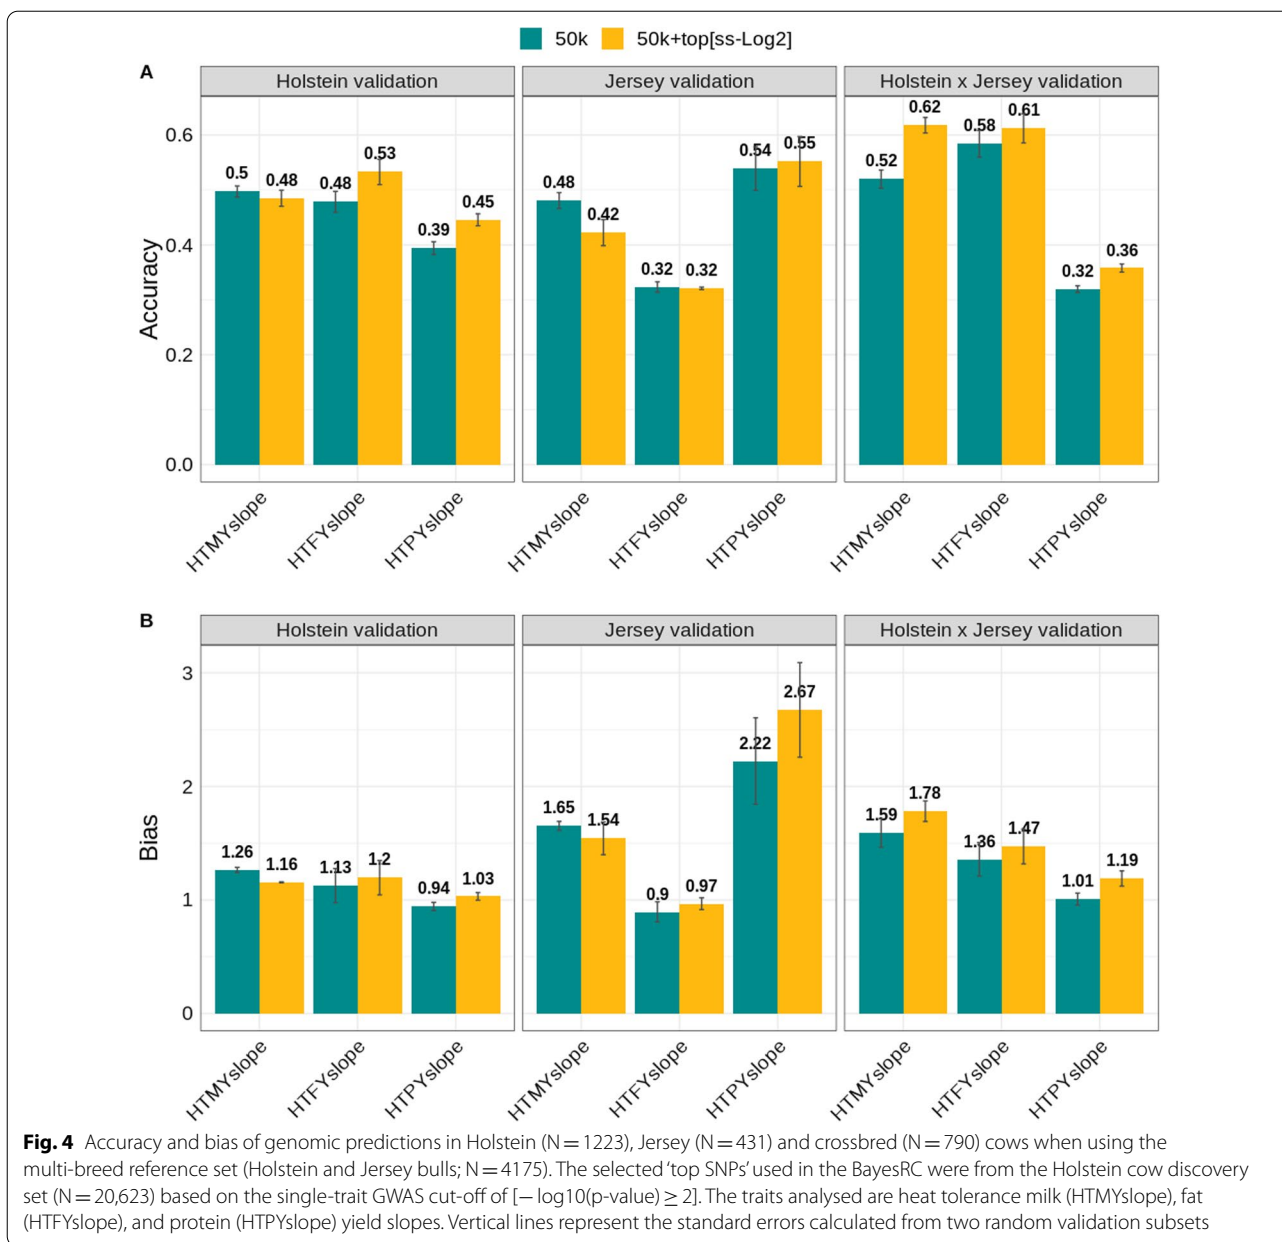 50k 50k+top[ss-Log2]
A
Holstein validation Jersey validation Holstein x Jersey validation
Accuracy
0.6
0.4
0.2
0.0
0.5 0.48 0.48 0.53 0.39 0.45
0.48 0.42 0.32 0.32 0.54 0.55
0.52 0.62 0.58 0.61 0.32 0.36
HTMYslope HTFYslope HTPYslope HTMYslope HTFYslope HTPYslope HTMYslope HTFYslope HTPYslope
B
Holstein validation Jersey validation Holstein x Jersey validation
Bias
3
2
1
0
1.26 1.16 1.13 1.2 0.94 1.03
1.65 1.54 0.9 0.97 2.22 2.67
1.59 1.78 1.36 1.47 1.01 1.19
HTMYslope HTFYslope HTPYslope HTMYslope HTFYslope HTPYslope HTMYslope HTFYslope HTPYslope
Fig. 4 Accuracy and bias of genomic predictions in Holstein (N = 1223), Jersey (N = 431) and crossbred (N = 790) cows when using the
multi-breed reference set (Holstein and Jersey bulls; N = 4175). The selected ‘top SNPs’ used in the BayesRC were from the Holstein cow discovery
set (N = 20,623) based on the single-trait GWAS cut-off of [− log10(p-value) ≥ 2]. The traits analysed are heat tolerance milk (HTMYslope), fat
(HTFYslope), and protein (HTPYslope) yield slopes. Vertical lines represent the standard errors calculated from two random validation subsets